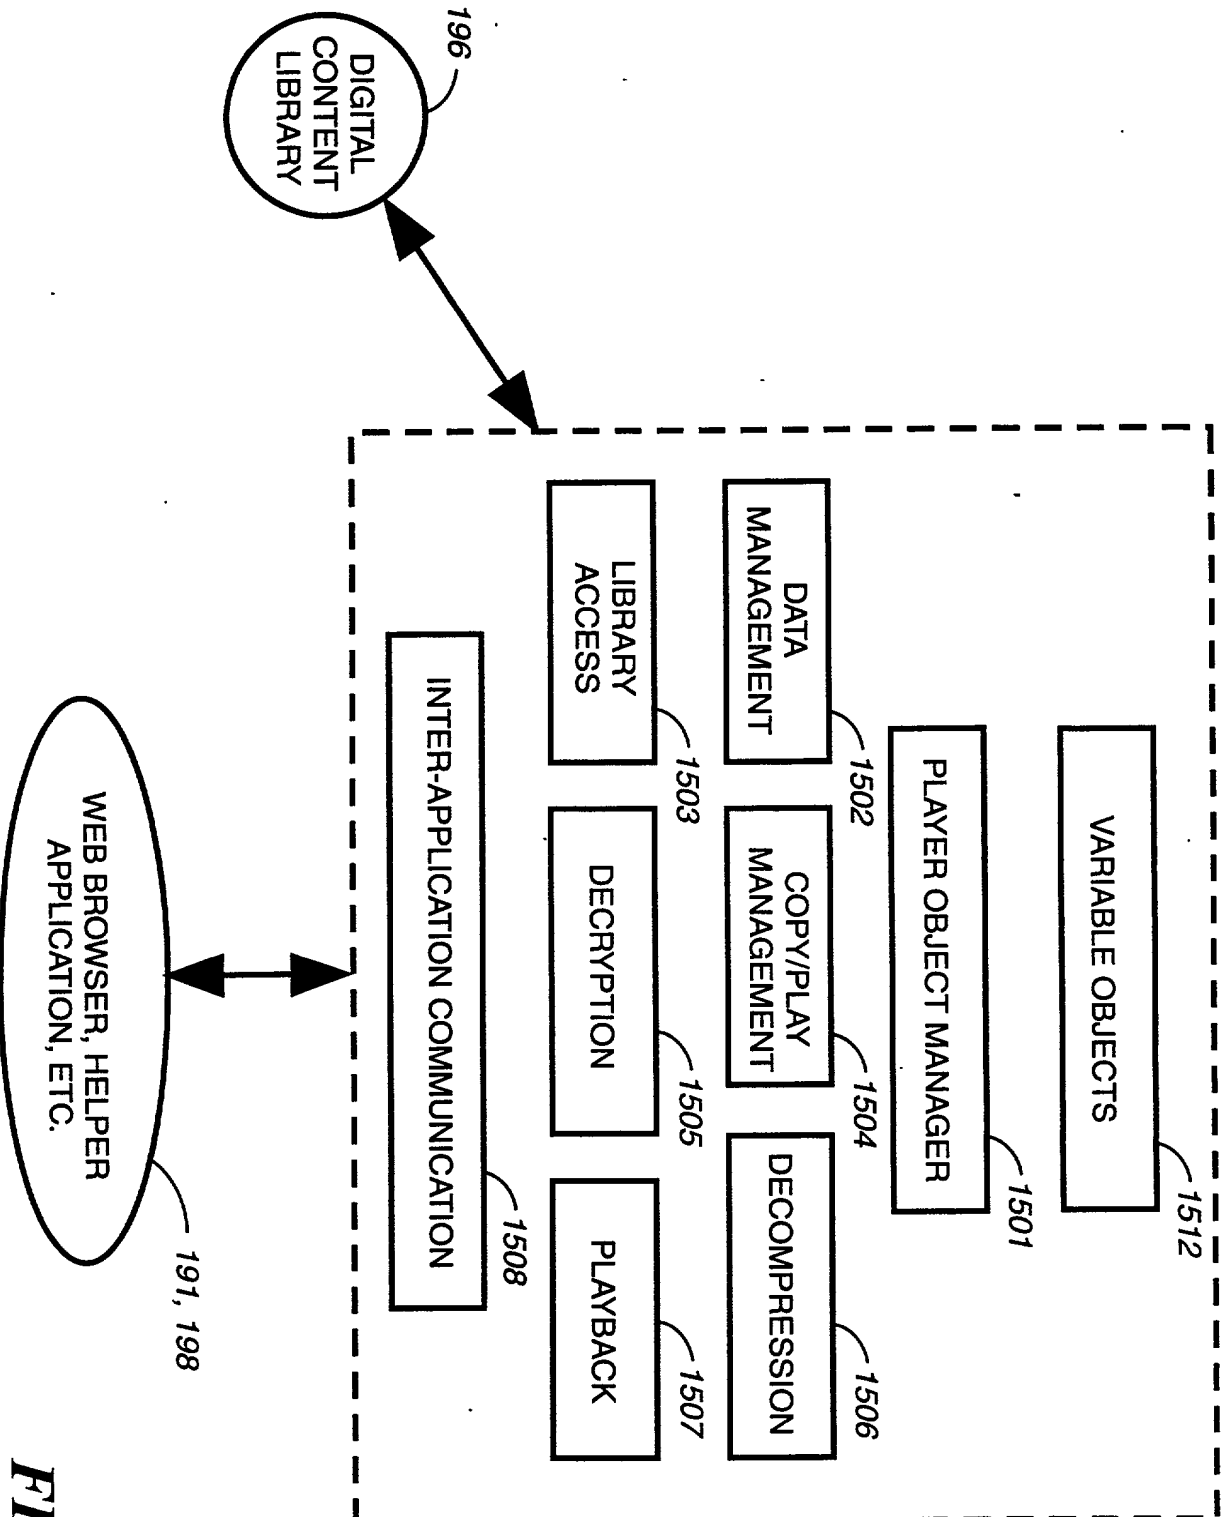 VARIABLE OBJECTS
1512
PLAYER OBJECT MANAGER
1501
DATA
MANAGEMENT
1502
COPY/PLAY
MANAGEMENT
1504
DECOMPRESSION
1506
LIBRARY
ACCESS
1503
DECRYPTION
1505
PLAYBACK
1507
INTER-APPLICATION COMMUNICATION
1508
196
DIGITAL
CONTENT
LIBRARY
WEB BROWSER, HELPER
APPLICATION, ETC.
191, 198